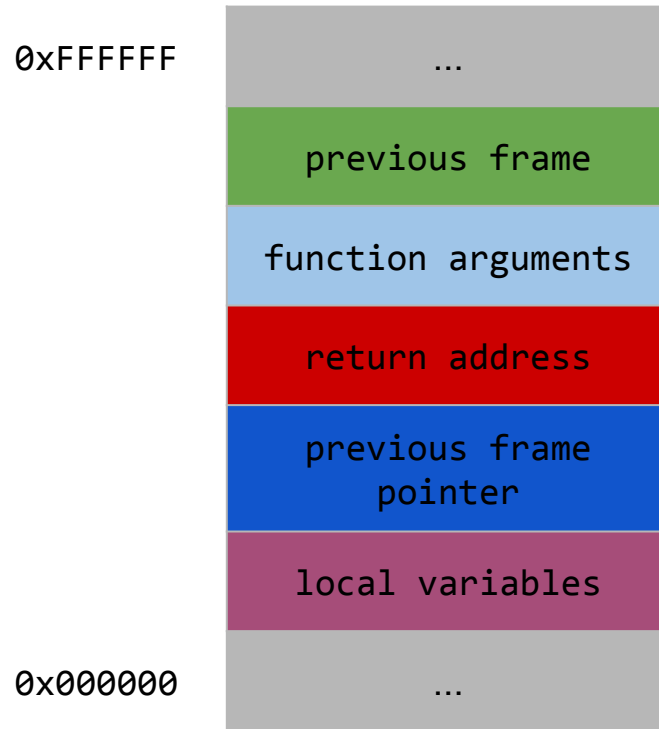 0xFFFFFF
...
previous frame
function arguments
return address
previous frame
pointer
local variables
0x000000
...